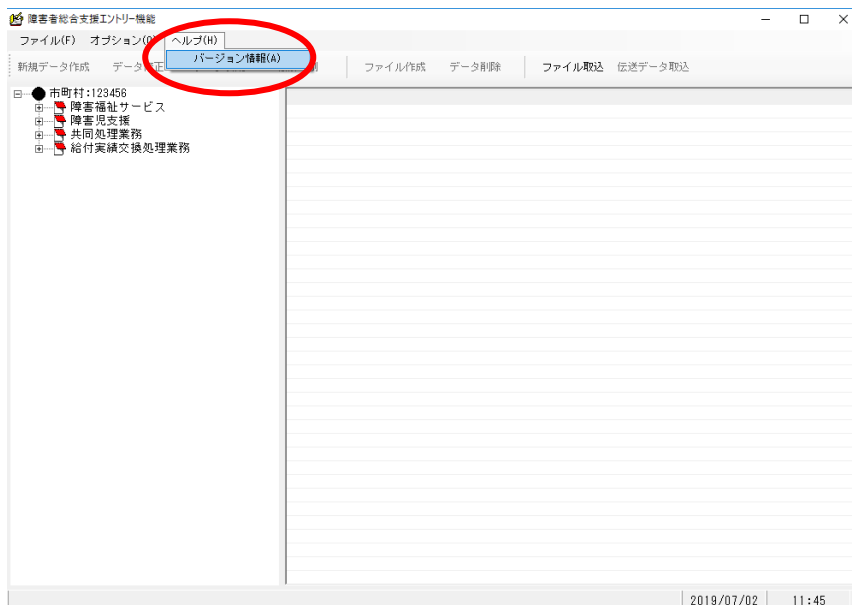 障害者総合支援エントリー機能
ファイル(F) オプション(O) ヘルプ(H)
バージョン情報(A)
新規データ作成 ファイル作成 データ削除 ファイル取込 伝送データ取込
市町村:123456
障害福祉サービス
障害児支援
共同処理業務
給付実績交換処理業務
2019/07/02 11:45